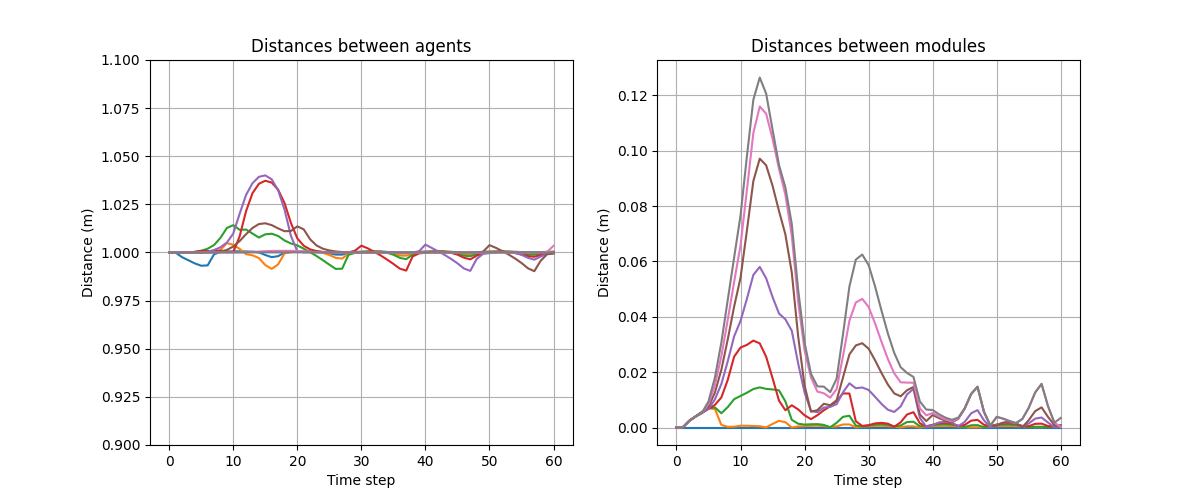 Distances between agents
1.100
1.075
1.050
1.025
1.000
0.975
0.950
0.925
0.900
Distance (m)
0 10 20 30 40 50 60
Time step
Distances between modules
0.12
0.10
0.08
0.06
0.04
0.02
0.00
Distance (m)
0 10 20 30 40 50 60
Time step